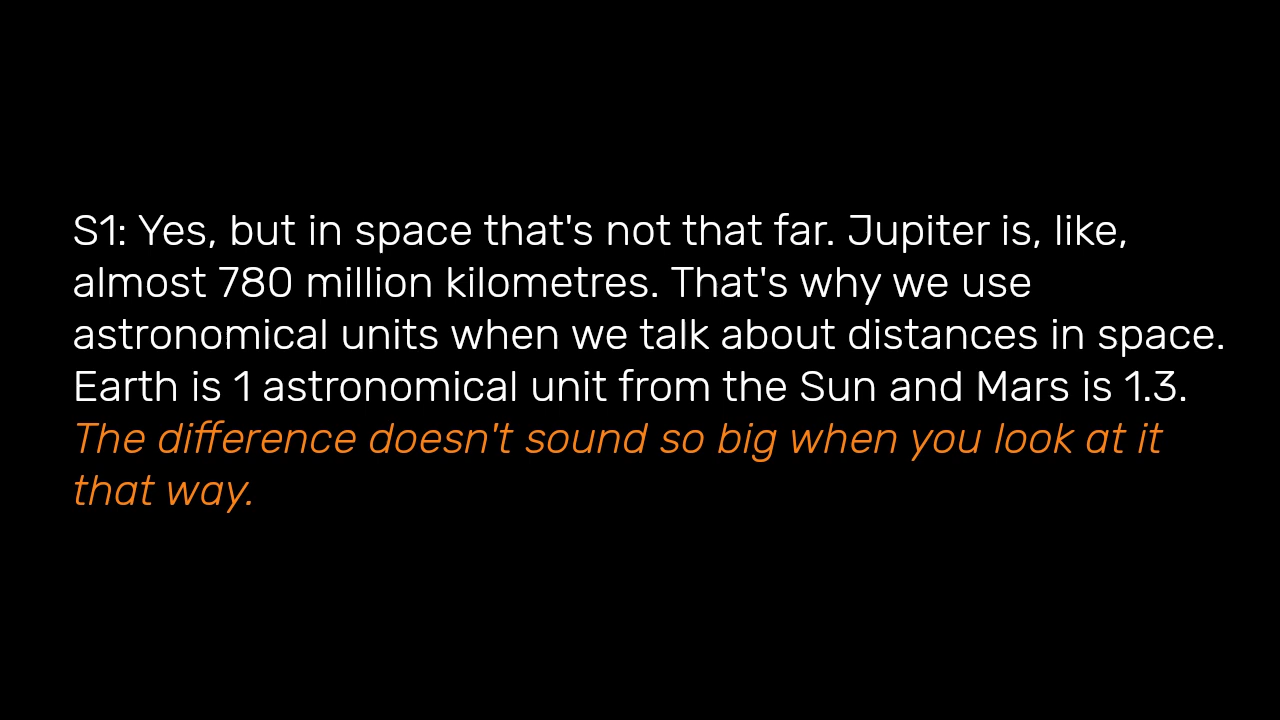 S1: Yes, but in space that's not that far. Jupiter is, like,
almost 780 million kilometres. That's why we use
astronomical units when we talk about distances in space.
Earth is 1 astronomical unit from the Sun and Mars is 1.3.
The difference doesn't sound so big when you look at it
that way.